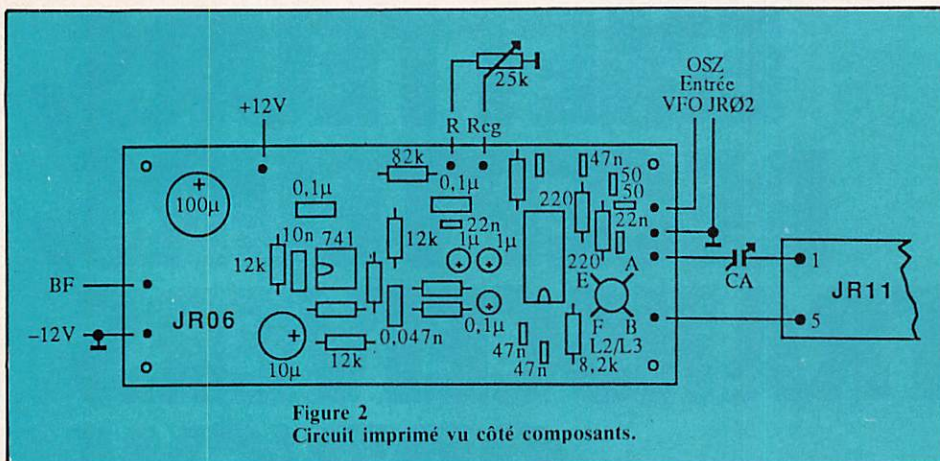 OSZ
Entrée
VFO JRØ2
25k
+12V
R Reg
82k
47n
0,1µ
0,1µ
50
50
100µ
220
22n
22n
10n
741
12k
1µ
1µ
12k
220
E
A
CA
1
JR11
BF
JR06
0,047n
0,1µ
F
B
5
-12V
L2/L3
10µ
12k
47n
47n
8,2k
Figure 2
Circuit imprimé vu côté composants.